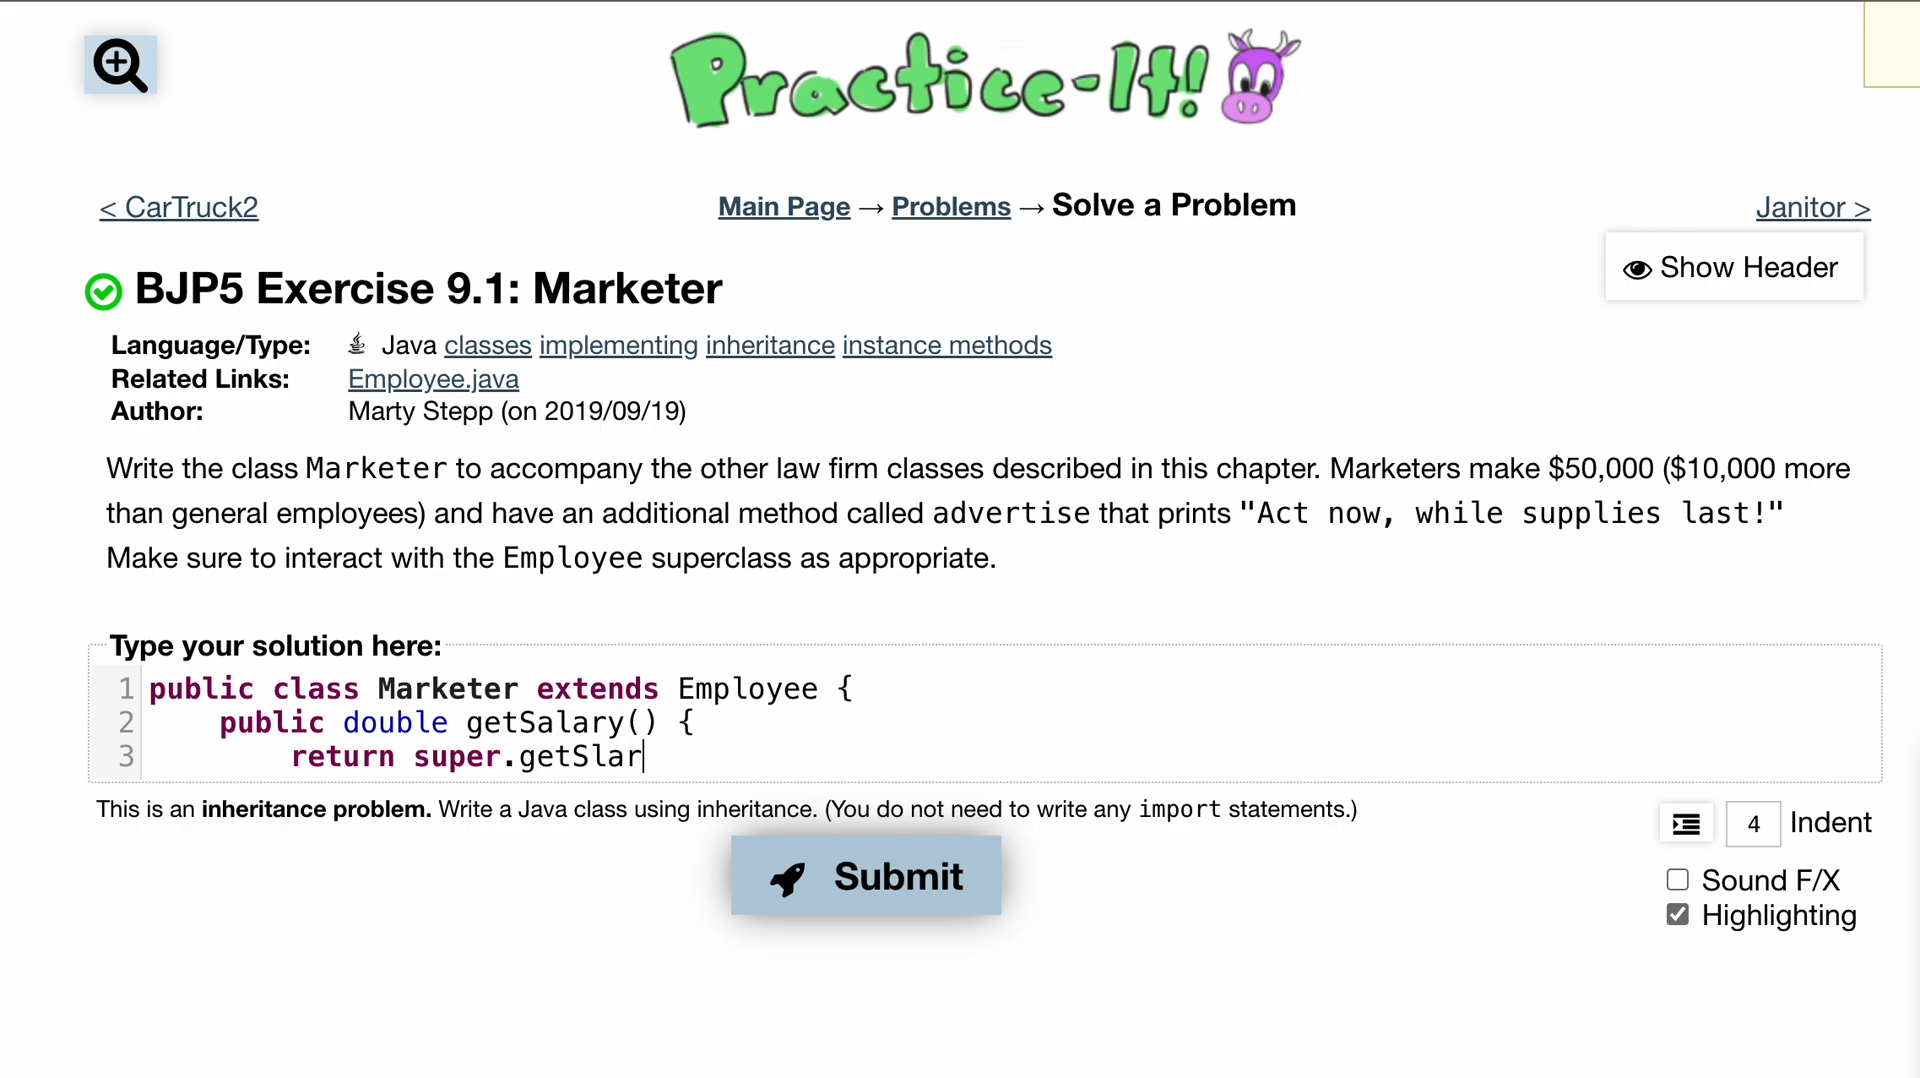 Practice-It!
< CarTruck2
Main Page → Problems → Solve a Problem
Janitor >
Show Header
BJP5 Exercise 9.1: Marketer
Language/Type: Java classes implementing inheritance instance methods
Related Links: Employee.java
Author: Marty Stepp (on 2019/09/19)
Write the class Marketer to accompany the other law firm classes described in this chapter. Marketers make $50,000 ($10,000 more
than general employees) and have an additional method called advertise that prints "Act now, while supplies last!"
Make sure to interact with the Employee superclass as appropriate.
Type your solution here:
1 public class Marketer extends Employee {
2     public double getSalary() {
3         return super.getSlar
This is an inheritance problem. Write a Java class using inheritance. (You do not need to write any import statements.)
4 Indent
Submit
Sound F/X
Highlighting